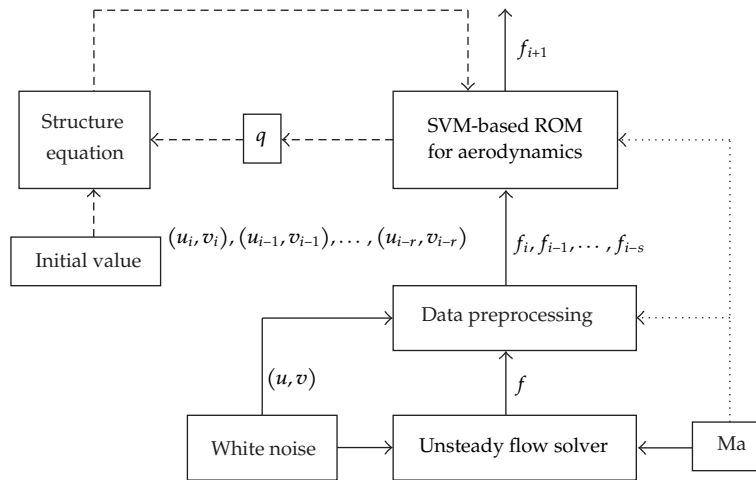 f_{i+1}
Structure
equation
q
SVM-based ROM
for aerodynamics
(u_i, v_i), (u_{i−1}, v_{i−1}), . . . , (u_{i−r}, v_{i−r})
f_i, f_{i−1}, . . . , f_{i−s}
Initial value
Data preprocessing
(u, v)
f
White noise
Unsteady flow solver
Ma